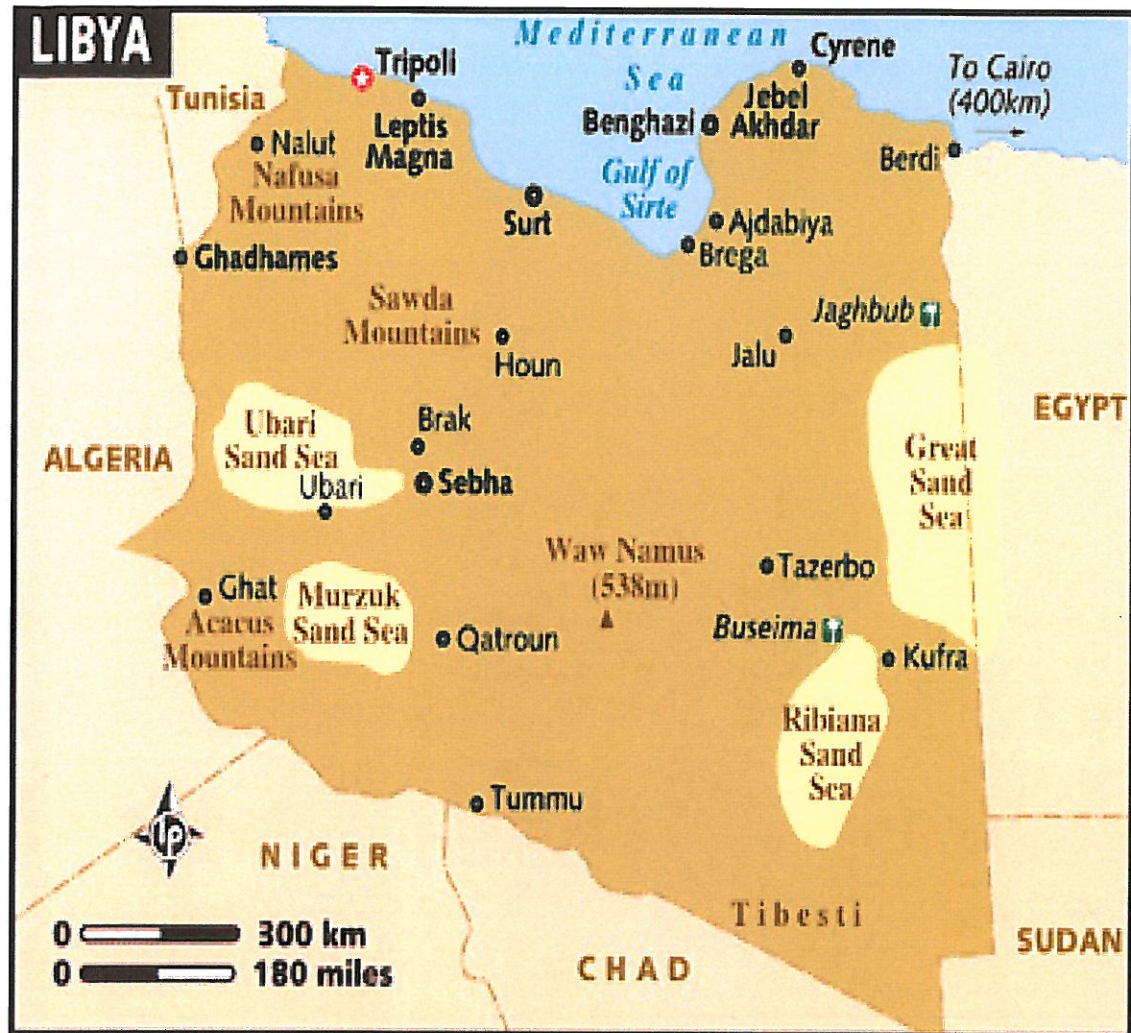 LIBYA
Mediterranean
Sea
Cyrene
To Cairo
(400km)
Tripoli
Tunisia
Leptis
Magna
Jebel
Akhdar
Benghazi
Nalut
Nafusa
Mountains
Berdi
Gulf of
Sirte
Surt
Ajdabiya
Brega
Ghadhames
Sawda
Mountains
Jaghbub
Houn
Jalu
EGYPT
Brak
Ubari
Sand Sea
ALGERIA
Great
Sand
Sea
Ubari
Sebha
Waw Namus
(538m)
Tazerbo
Ghat
Murzuk
Sand Sea
Acacus
Mountains
Qatroun
Buseima
Kufra
Ribiana
Sand
Sea
Tummu
LP
NIGER
Tibesti
0 300 km
0 180 miles
CHAD
SUDAN